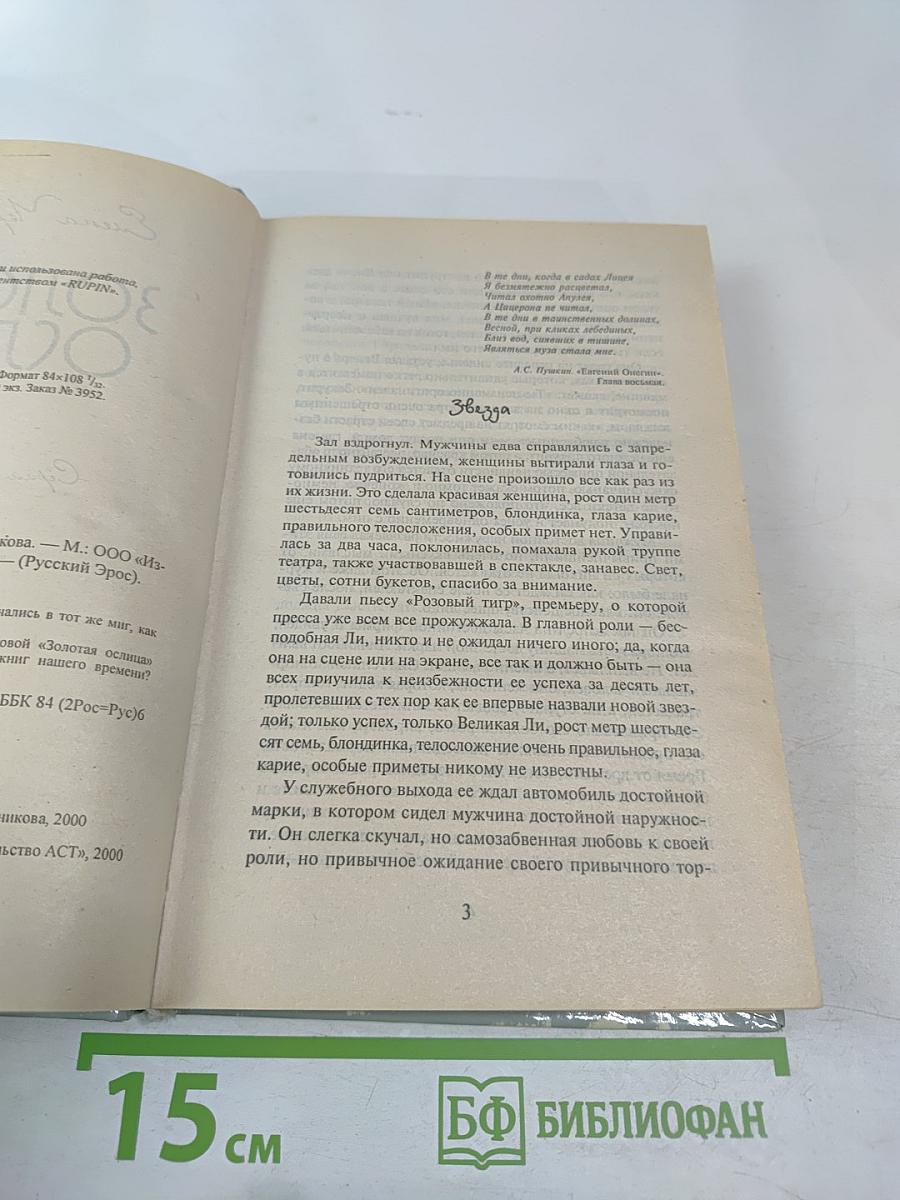 и использована работа,
ентством «RUPIN».
Формат 84×108 1/32.
экз. Заказ № 3952.
кова. — М.: ООО «Из-
— (Русский Эрос).
чались в тот же миг, как
овой «Золотая ослица»
книг нашего времени?
ББК 84 (2Рос=Рус)6
никова, 2000
льство АСТ», 2000
В те дни, когда в садах Лицея
Я безмятежно расцветал,
Читал охотно Апулея,
А Цицерона не читал,
В те дни в таинственных долинах,
Весной, при кликах лебединых,
Близ вод, сиявших в тишине,
Являться муза стала мне.
А.С. Пушкин. «Евгений Онегин».
Глава восьмая.
Звезда
Зал вздрогнул. Мужчины едва справлялись с запре-
дельным возбуждением, женщины вытирали глаза и го-
товились пудриться. На сцене произошло все как раз из
их жизни. Это сделала красивая женщина, рост один метр
шестьдесят семь сантиметров, блондинка, глаза карие,
правильного телосложения, особых примет нет. Управи-
лась за два часа, поклонилась, помахала рукой труппе
театра, также участвовавшей в спектакле, занавес. Свет,
цветы, сотни букетов, спасибо за внимание.
Давали пьесу «Розовый тигр», премьеру, о которой
пресса уже всем все прожужжала. В главной роли — бес-
подобная Ли, никто и не ожидал ничего иного; да, когда
она на сцене или на экране, все так и должно быть — она
всех приучила к неизбежности ее успеха за десять лет,
пролетевших с тех пор как ее впервые назвали новой звез-
дой; только успех, только Великая Ли, рост метр шестьде-
сят семь, блондинка, телосложение очень правильное, глаза
карие, особые приметы никому не известны.
У служебного выхода ее ждал автомобиль достойной
марки, в котором сидел мужчина достойной наружнос-
ти. Он слегка скучал, но самозабвенная любовь к своей
роли, но привычное ожидание своего привычного тор-
3
15 см
БФ БИБЛИОФАН